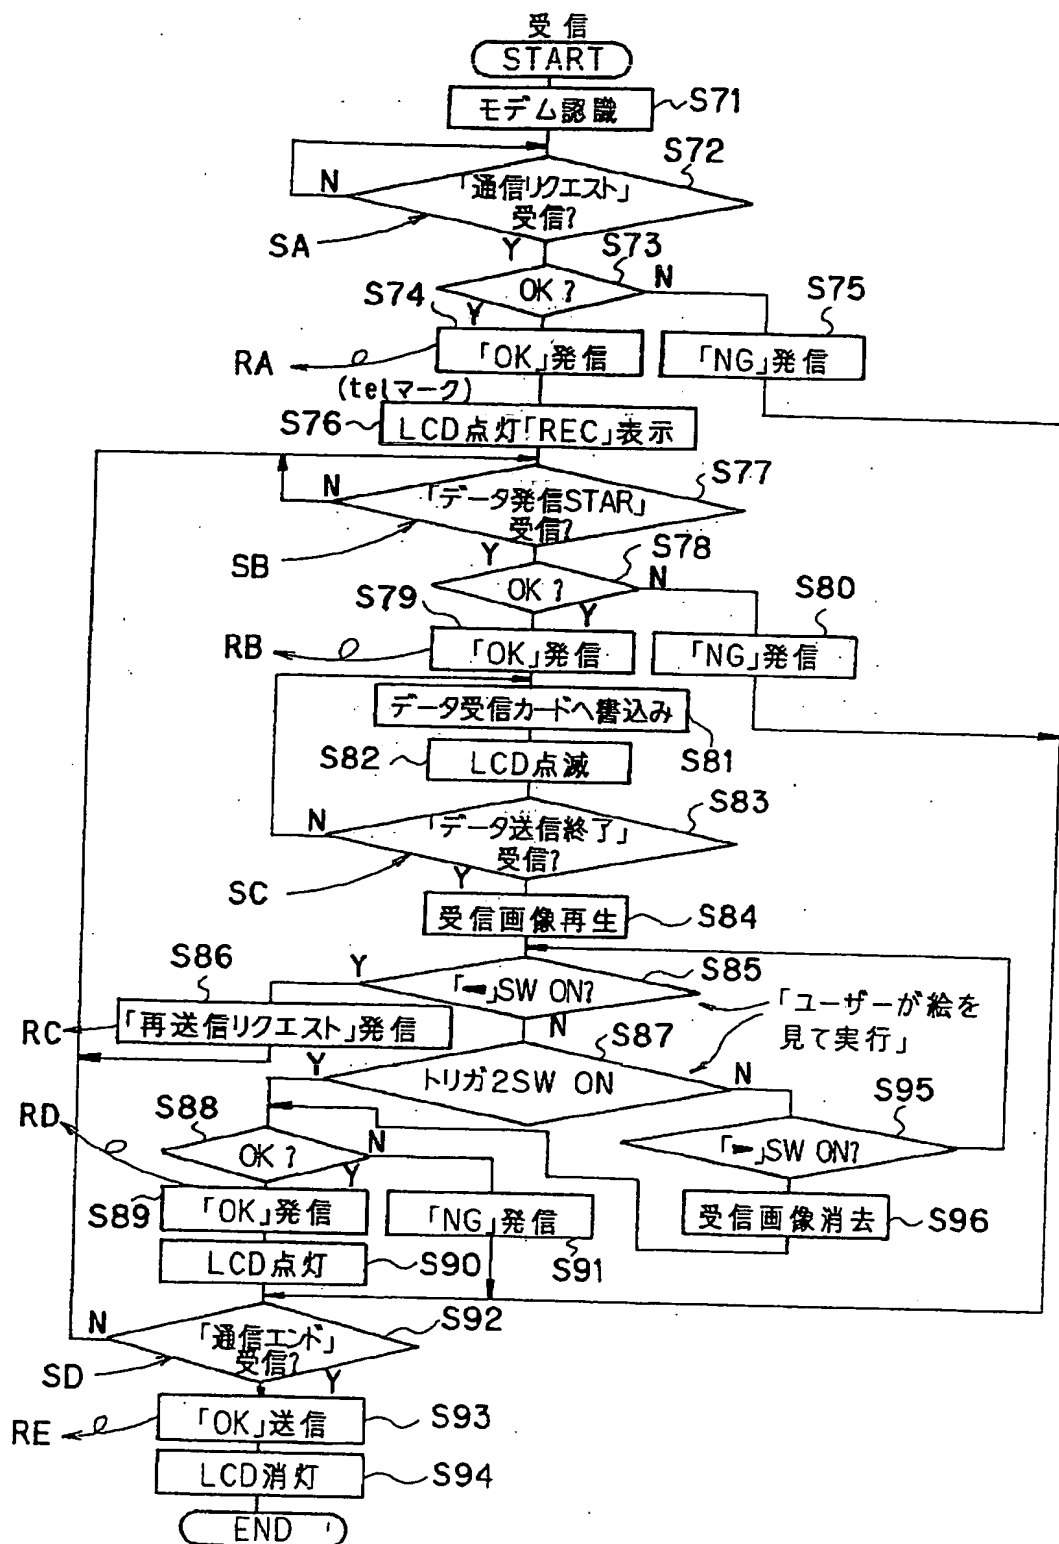 受信
START
モデム認識
S71
S72
N
「通信リクエスト」
受信?
SA
Y
S73
OK?
N
S74
Y
S75
RA
「OK」発信
「NG」発信
(telマーク)
S76
LCD点灯「REC」表示
S77
N
「データ発信STAR」
受信?
SB
Y
S78
OK?
N
S79
Y
S80
RB
「OK」発信
「NG」発信
データ受信カードへ書込み
S81
S82
LCD点滅
S83
N
「データ送信終了」
受信?
SC
Y
受信画像再生
S84
S86
Y
S85
「」SW ON?
「ユーザーが絵を
見て実行」
RC
「再送信リクエスト」発信
N
S87
Y
トリガ2SW ON
N
S95
RD
S88
OK?
N
「」SW ON?
Y
S89
「OK」発信
「NG」発信
S91
受信画像消去
S96
LCD点灯
S90
N
S92
「通信エンド」
受信?
SD
Y
RE
「OK」送信
S93
LCD消灯
S94
END